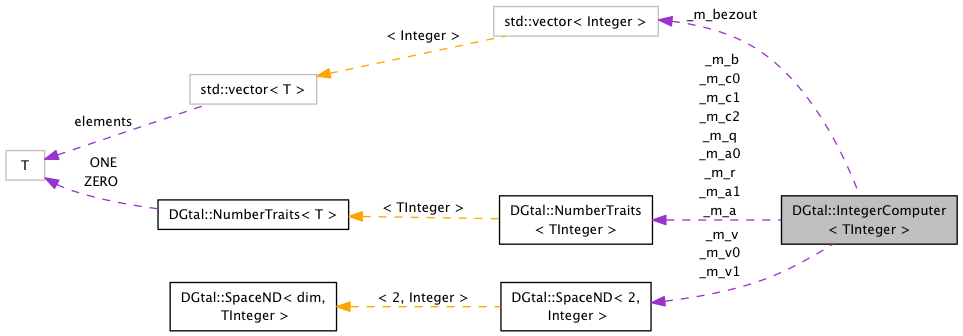 std::vector< Integer >
_m_bezout
< Integer >
std::vector< T >
elements
T
ONE
ZERO
DGtal::NumberTraits< T >
< TInteger >
DGtal::NumberTraits
< TInteger >
_m_b
_m_c0
_m_c1
_m_c2
_m_q
_m_a0
_m_r
_m_a1
_m_a
DGtal::IntegerComputer
< TInteger >
_m_v
_m_v0
_m_v1
DGtal::SpaceND< dim,
TInteger >
< 2, Integer >
DGtal::SpaceND< 2,
Integer >